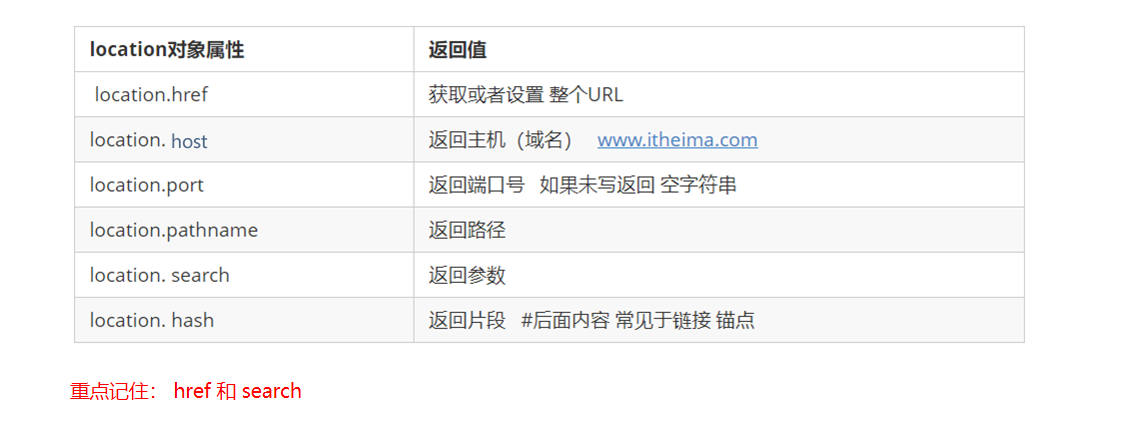 location对象属性 返回值
location.href 获取或者设置 整个URL
location. host 返回主机（域名） www.itheima.com
location.port 返回端口号 如果未写返回 空字符串
location.pathname 返回路径
location. search 返回参数
location. hash 返回片段 #后面内容 常见于链接 锚点
重点记住： href 和 search